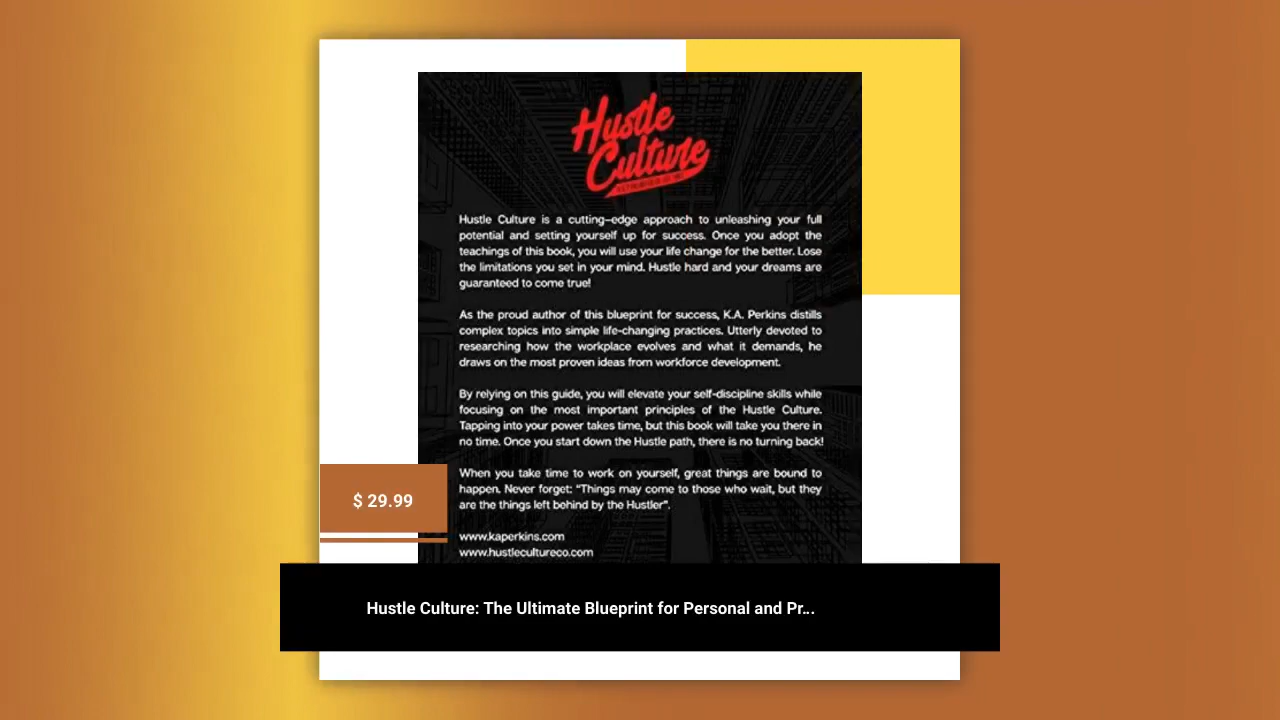 Hustle
Culture
Hustle Culture is a cutting-edge approach to unleashing your full
potential and setting yourself up for success. Once you adopt the
teachings of this book, you will use your life change for the better. Lose
the limitations you set in your mind. Hustle hard and your dreams are
guaranteed to come true!
As the proud author of this blueprint for success, K.A. Perkins distills
complex topics into simple life-changing practices. Utterly devoted to
researching how the workplace evolves and what it demands, he
draws on the most proven ideas from workforce development.
By relying on this guide, you will elevate your self-discipline skills while
focusing on the most important principles of the Hustle Culture.
Tapping into your power takes time, but this book will take you there in
no time. Once you start down the Hustle path, there is no turning back!
When you take time to work on yourself, great things are bound to
happen. Never forget: "Things may come to those who wait, but they
are the things left behind by the Hustler".
www.kaperkins.com
www.hustlecultureco.com
$ 29.99
Hustle Culture: The Ultimate Blueprint for Personal and Pr...